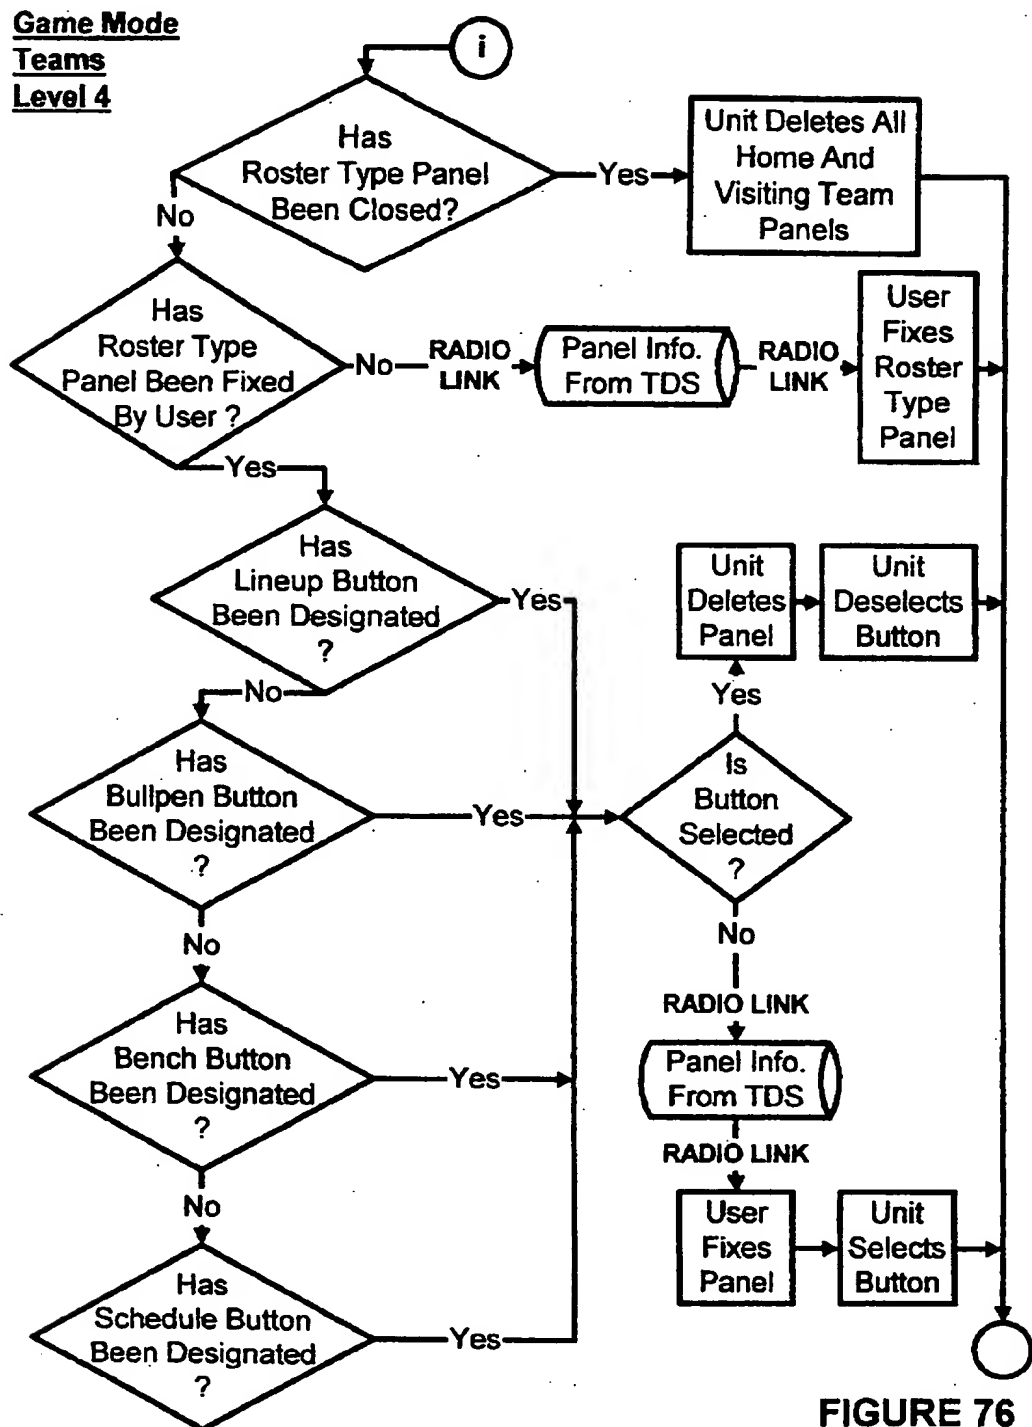 Game Mode
Teams
Level 4
i
Has
Roster Type Panel
Been Closed?
Yes
Unit Deletes All
Home And
Visiting Team
Panels
No
Has
Roster Type
Panel Been Fixed
By User ?
No
RADIO
LINK
Panel Info.
From TDS
RADIO
LINK
User
Fixes
Roster
Type
Panel
Yes
Has
Lineup Button
Been Designated
?
Yes
Unit
Deletes
Panel
Unit
Deselects
Button
No
Yes
Has
Bullpen Button
Been Designated
?
Yes
Is
Button
Selected
?
No
No
RADIO LINK
Has
Bench Button
Been Designated
?
Yes
Panel Info.
From TDS
RADIO LINK
No
User
Fixes
Panel
Unit
Selects
Button
Has
Schedule Button
Been Designated
?
Yes
FIGURE 76